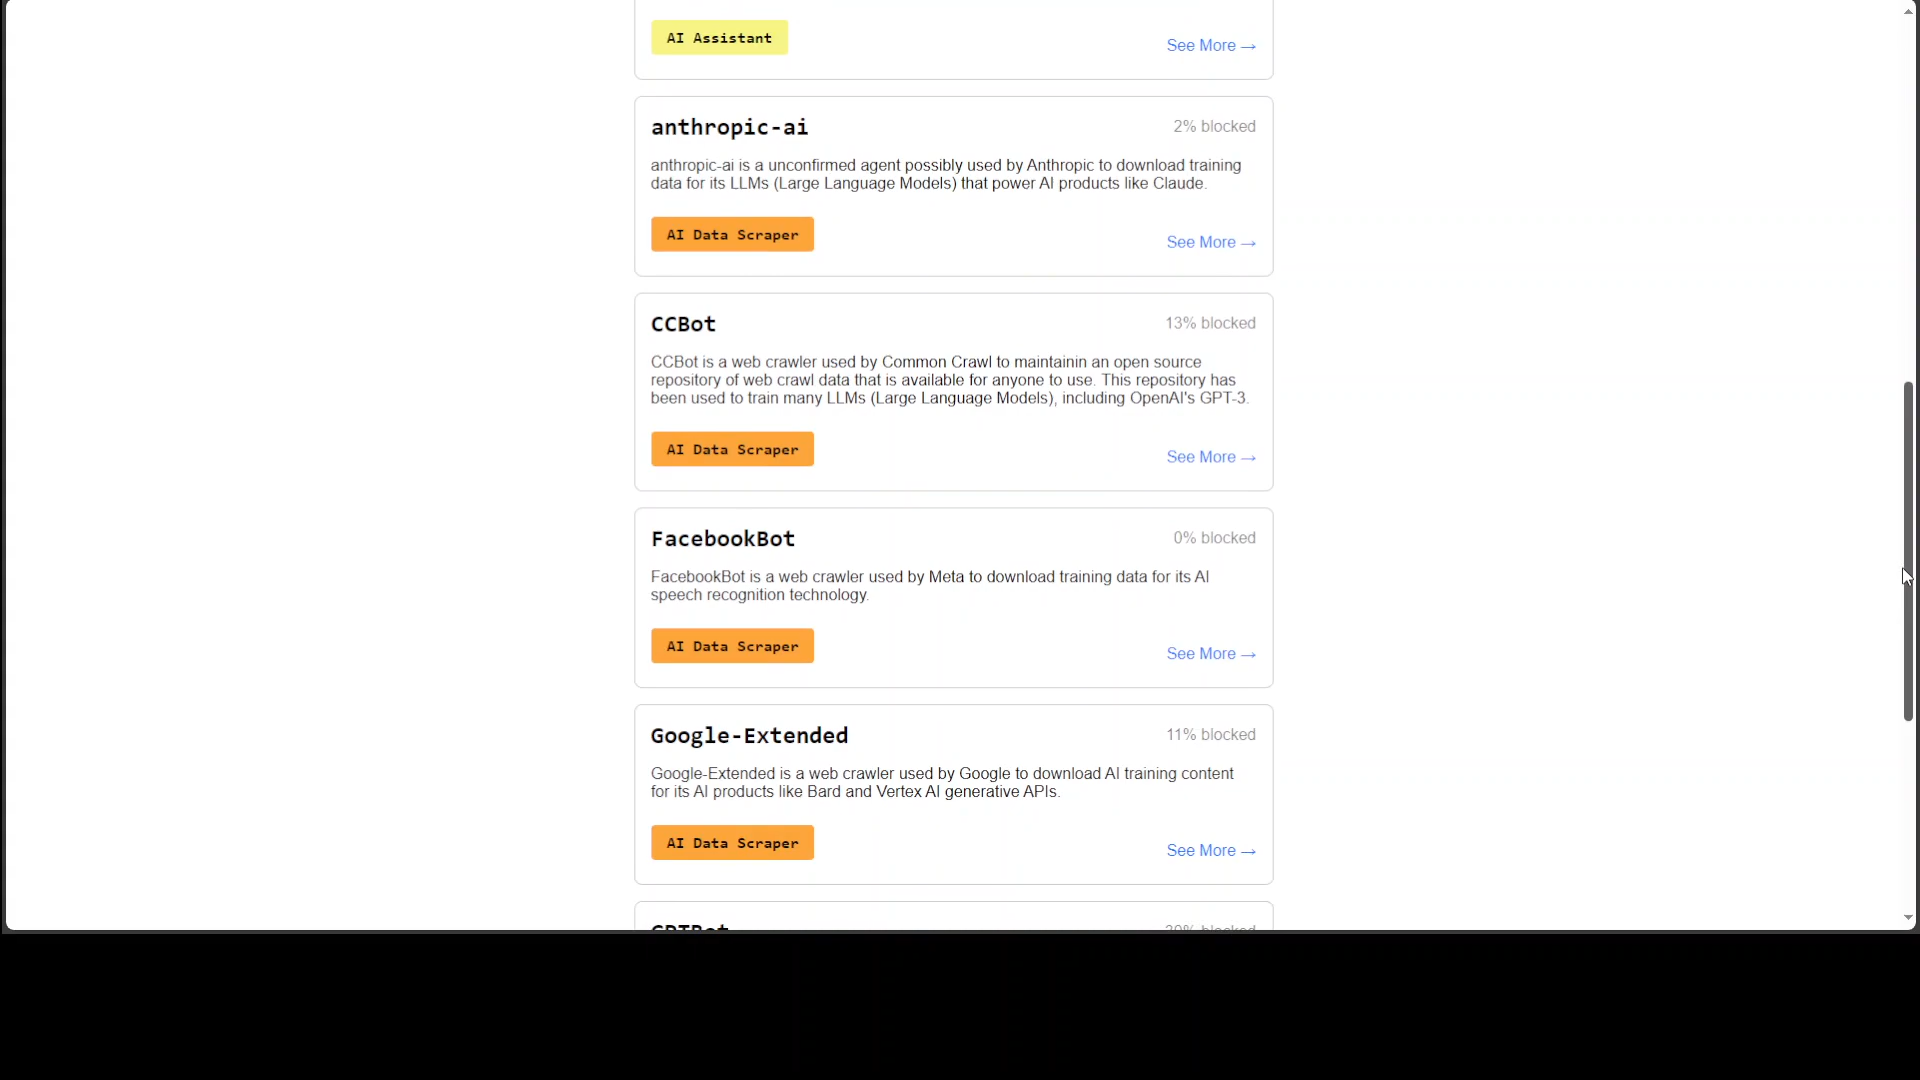 AI Assistant
See More →
anthropic-ai
2% blocked
anthropic-ai is a unconfirmed agent possibly used by Anthropic to download training
data for its LLMs (Large Language Models) that power AI products like Claude.
AI Data Scraper
See More →
CCBot
13% blocked
CCBot is a web crawler used by Common Crawl to maintainin an open source
repository of web crawl data that is available for anyone to use. This repository has
been used to train many LLMs (Large Language Models), including OpenAI's GPT-3.
AI Data Scraper
See More →
FacebookBot
0% blocked
FacebookBot is a web crawler used by Meta to download training data for its AI
speech recognition technology.
AI Data Scraper
See More →
Google-Extended
11% blocked
Google-Extended is a web crawler used by Google to download AI training content
for its AI products like Bard and Vertex AI generative APIs.
AI Data Scraper
See More →
GPTBot
blocked